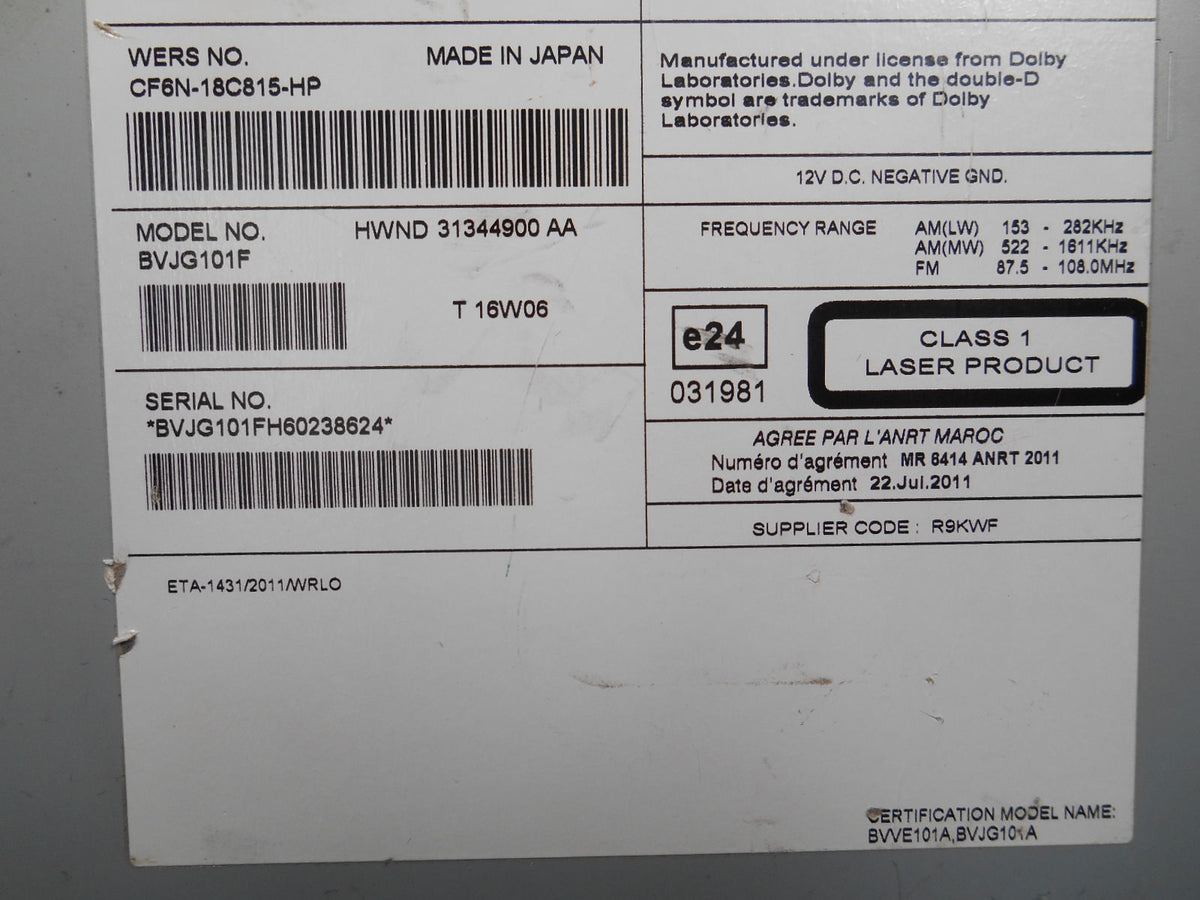 WERS NO. MADE IN JAPAN
CF6N-18C815-HP
MODEL NO. HWND 31344900 AA
BVJG101F
T 16W06
SERIAL NO.
*BVJG101FH60238624*
Manufactured under license from Dolby
Laboratories.Dolby and the double-D
symbol are trademarks of Dolby
Laboratories.
12V D.C. NEGATIVE GND.
FREQUENCY RANGE AM(LW) 153 - 282KHz
AM(MW) 522 - 1611KHz
FM 87.5 - 108.0MHz
e24
031981
CLASS 1
LASER PRODUCT
AGREE PAR L'ANRT MAROC
Numéro d'agrément MR 6414 ANRT 2011
Date d'agrément 22.Jul.2011
SUPPLIER CODE : R9KWF
ETA-1431/2011/WRLO
CERTIFICATION MODEL NAME:
BVVE101A,BVJG101A